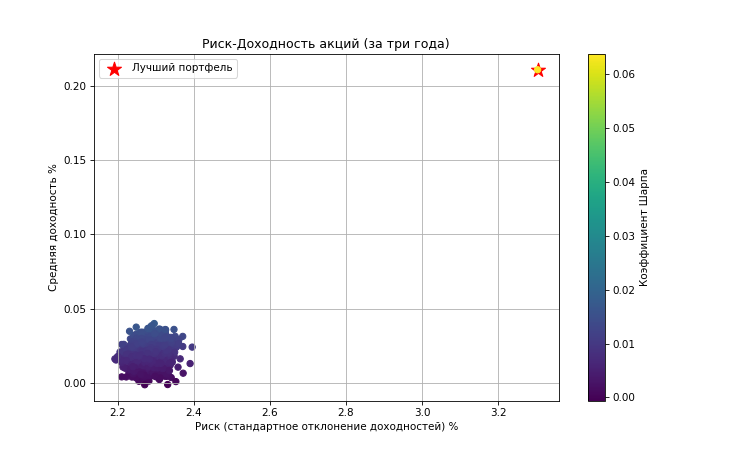 Риск-Доходность акций (за три года)
Лучший портфель
Средняя доходность %
0.20
0.15
0.10
0.05
0.00
2.2 2.4 2.6 2.8 3.0 3.2
Риск (стандартное отклонение доходностей) %
0.06
0.05
0.04
0.03
0.02
0.01
0.00
Коэффициент Шарпа